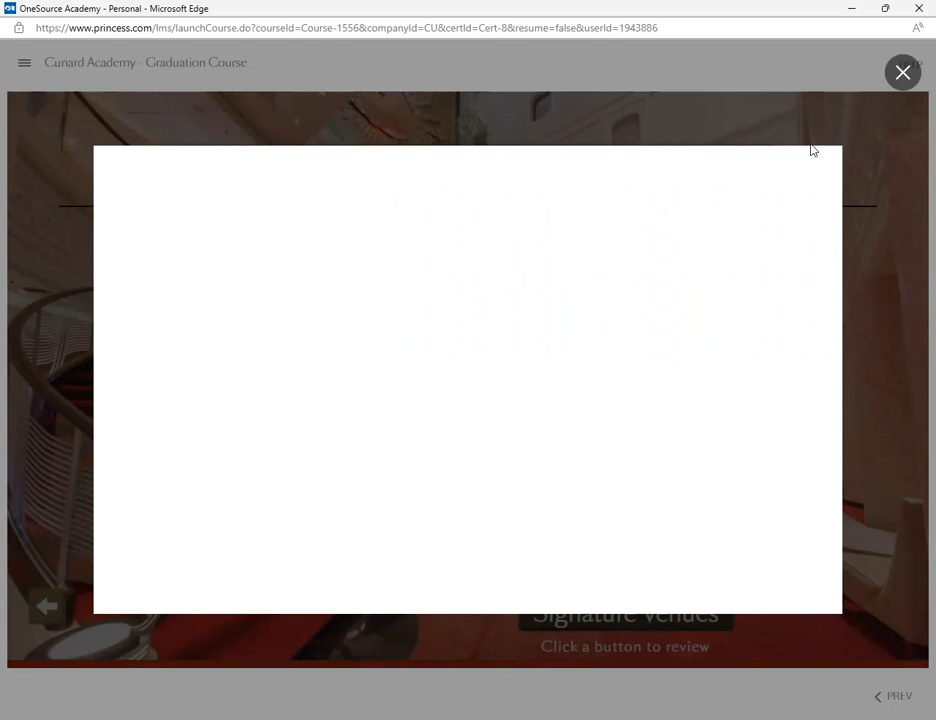 OneSource Academy - Personal - Microsoft Edge
https://www.princess.com/lms/launchCourse.do?courseId=Course-1556&companyId=CU&certId=Cert-8&resume=false&userId=1943886
Cunard Academy - Graduation Course
Signature Venues
Click a button to review
PREV